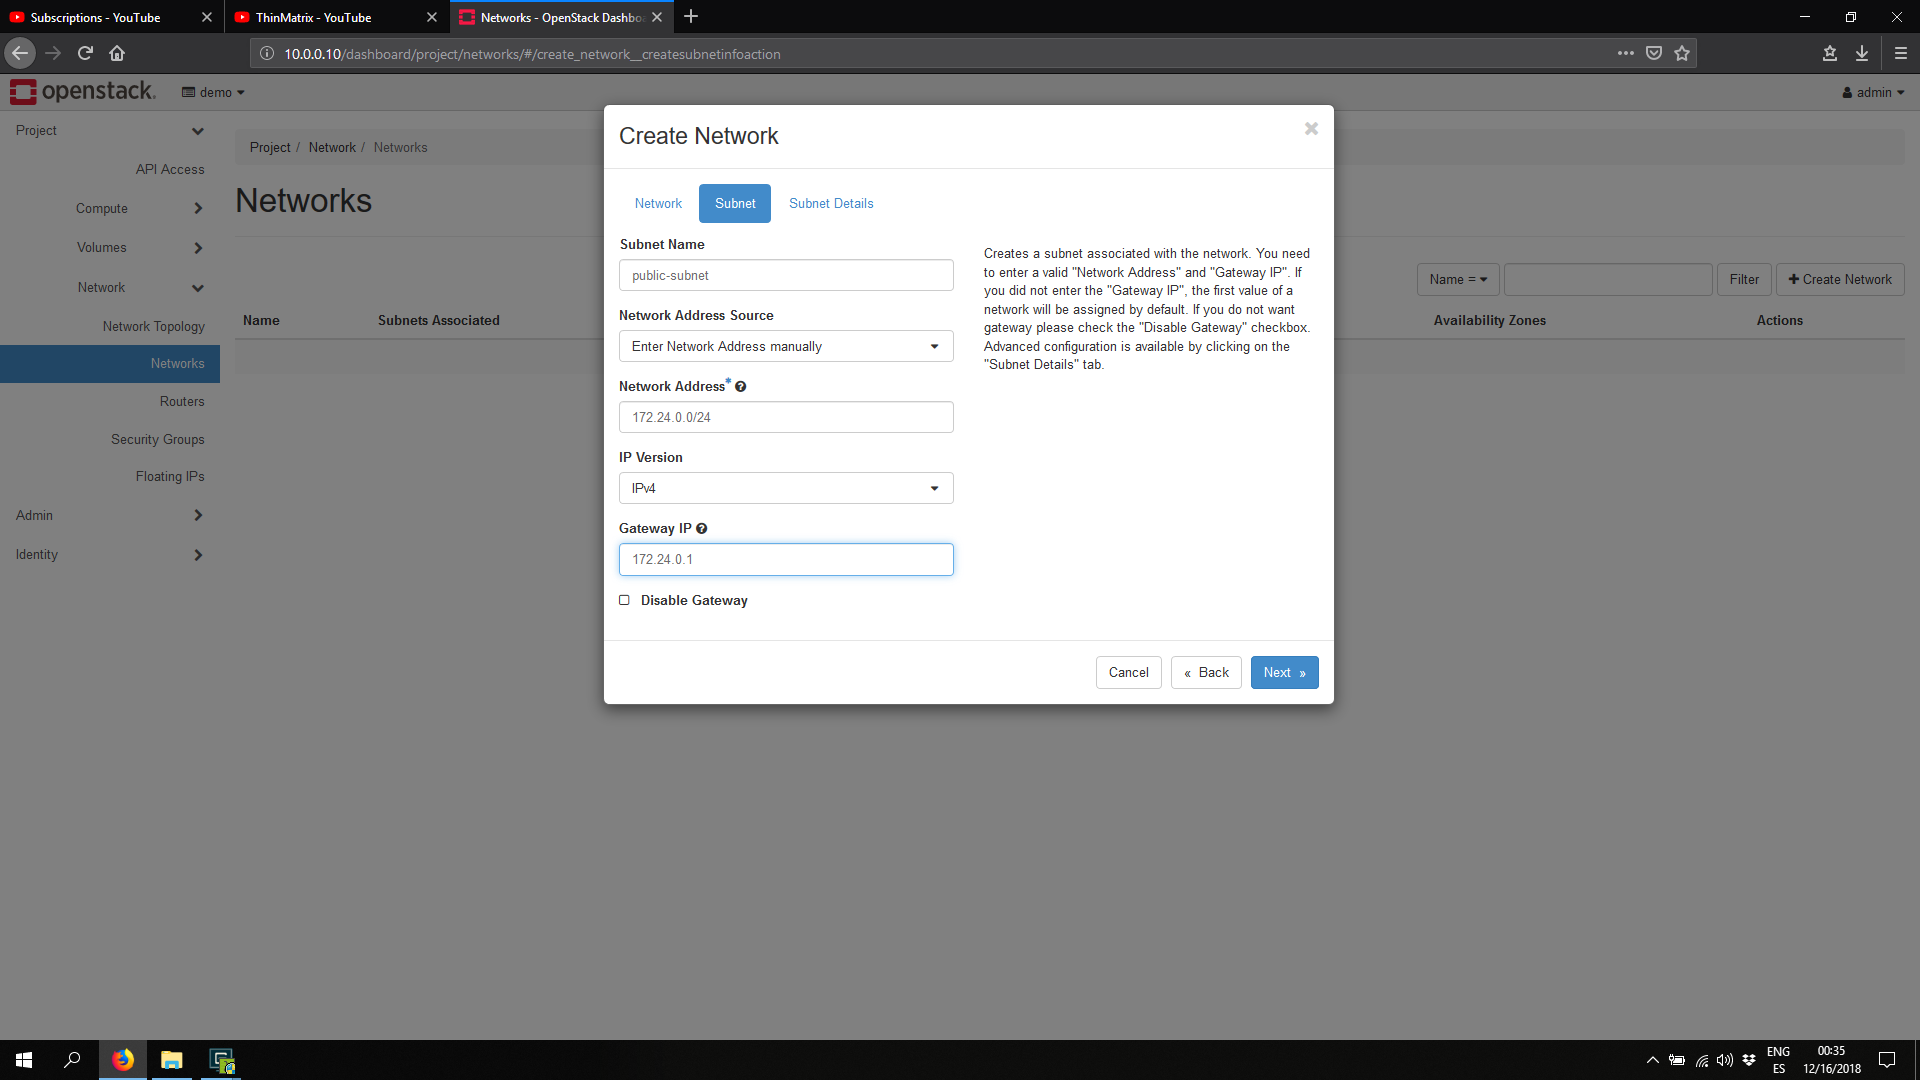 Subscriptions - YouTube
ThinMatrix - YouTube
Networks - OpenStack Dashbo
10.0.0.10/dashboard/project/networks/#/create_network__createsubnetinfoaction
openstack.
demo
admin
Project
API Access
Compute
Volumes
Network
Network Topology
Networks
Routers
Security Groups
Floating IPs
Admin
Identity
Project / Network / Networks
Networks
Name =
Filter
Create Network
Name
Subnets Associated
Availability Zones
Actions
Create Network
Network
Subnet
Subnet Details
Subnet Name
public-subnet
Network Address Source
Enter Network Address manually
Network Address*
172.24.0.0/24
IP Version
IPv4
Gateway IP
172.24.0.1
Disable Gateway
Creates a subnet associated with the network. You need
to enter a valid "Network Address" and "Gateway IP". If
you did not enter the "Gateway IP", the first value of a
network will be assigned by default. If you do not want
gateway please check the "Disable Gateway" checkbox.
Advanced configuration is available by clicking on the
"Subnet Details" tab.
Cancel
« Back
Next »
ENG
ES
00:35
12/16/2018